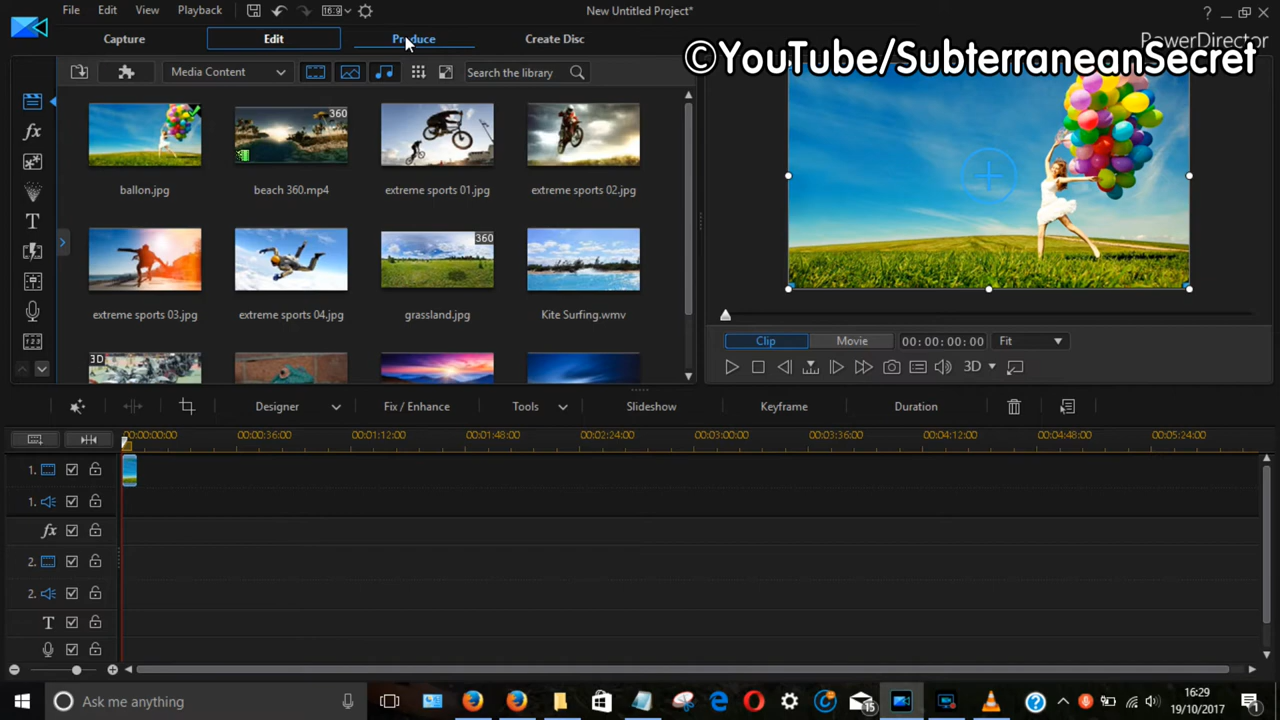 File Edit View Playback 16:9 New Untitled Project* ?
Capture Edit Produce Create Disc PowerDirector
©YouTube/SubterraneanSecret
Media Content Search the library
360
ballon.jpg beach 360.mp4 extreme sports 01.jpg extreme sports 02.jpg
360
extreme sports 03.jpg extreme sports 04.jpg grassland.jpg Kite Surfing.wmv
3D
fx
T
Clip Movie 00:00:00:00 Fit
3D
Designer Fix / Enhance Tools Slideshow Keyframe Duration
00:00:00:00 00:00:36:00 00:01:12:00 00:01:48:00 00:02:24:00 00:03:00:00 00:03:36:00 00:04:12:00 00:04:48:00 00:05:24:00
1.
1.
fx
2.
2.
T
Ask me anything 15 16:29
19/10/2017 1